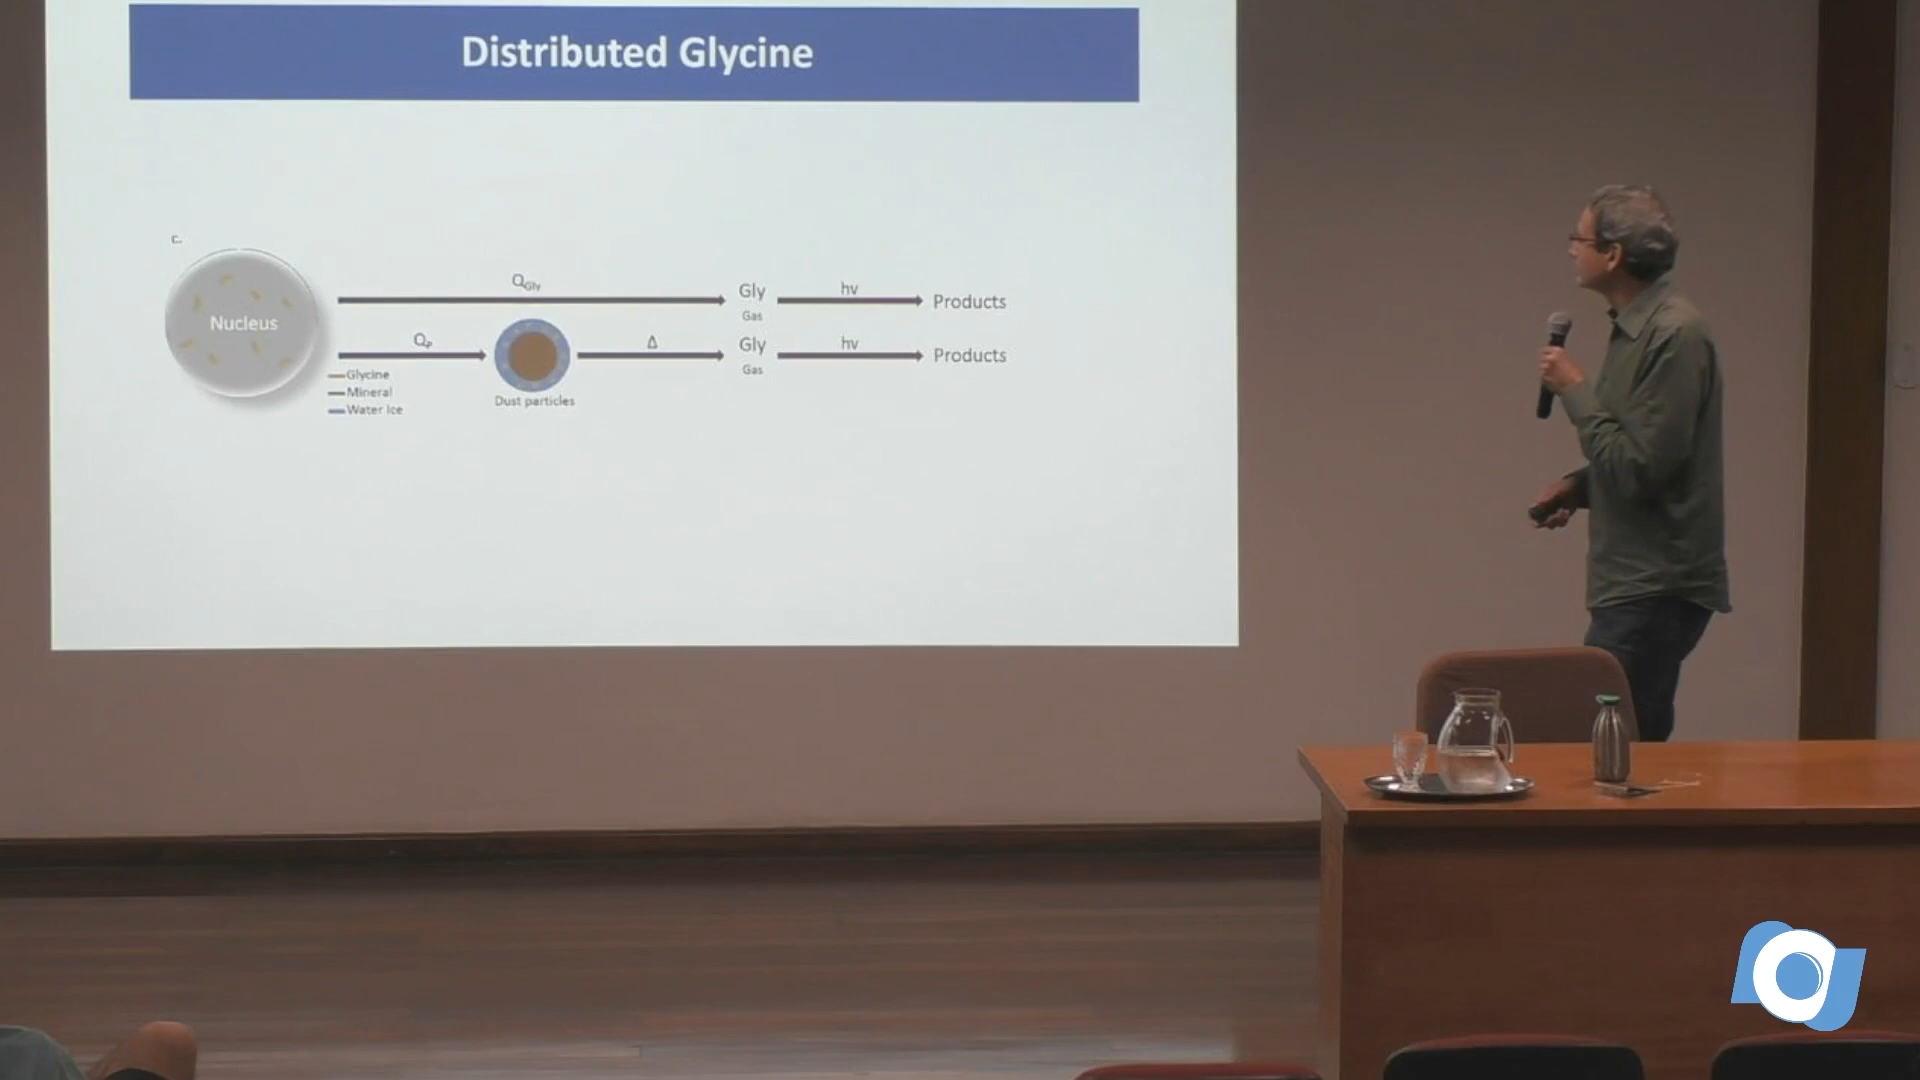 Distributed Glycine
c.
Nucleus
Q_Gly
Gly
Gas
hv
Products
Q_P
Δ
Gly
Gas
hv
Products
Glycine
Mineral
Water Ice
Dust particles